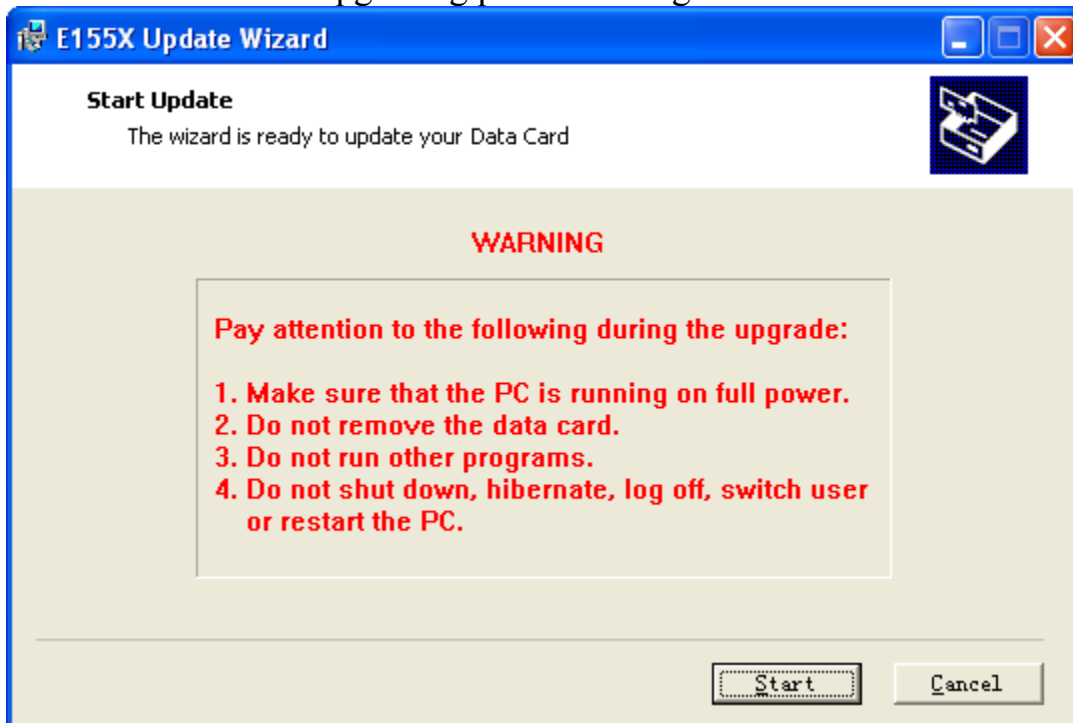 E155X Update Wizard
Start Update
The wizard is ready to update your Data Card
WARNING
Pay attention to the following during the upgrade:
1. Make sure that the PC is running on full power.
2. Do not remove the data card.
3. Do not run other programs.
4. Do not shut down, hibernate, log off, switch user
or restart the PC.
Start
Cancel